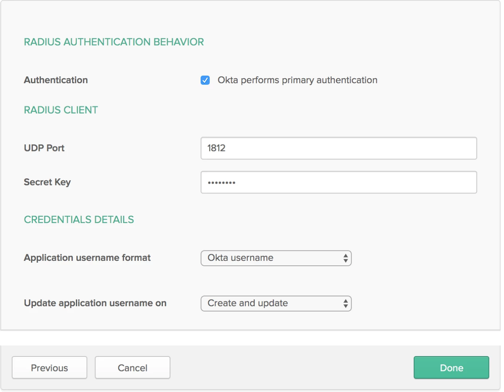 RADIUS AUTHENTICATION BEHAVIOR
Authentication Okta performs primary authentication
RADIUS CLIENT
UDP Port 1812
Secret Key ••••••••
CREDENTIALS DETAILS
Application username format Okta username
Update application username on Create and update
Previous Cancel Done